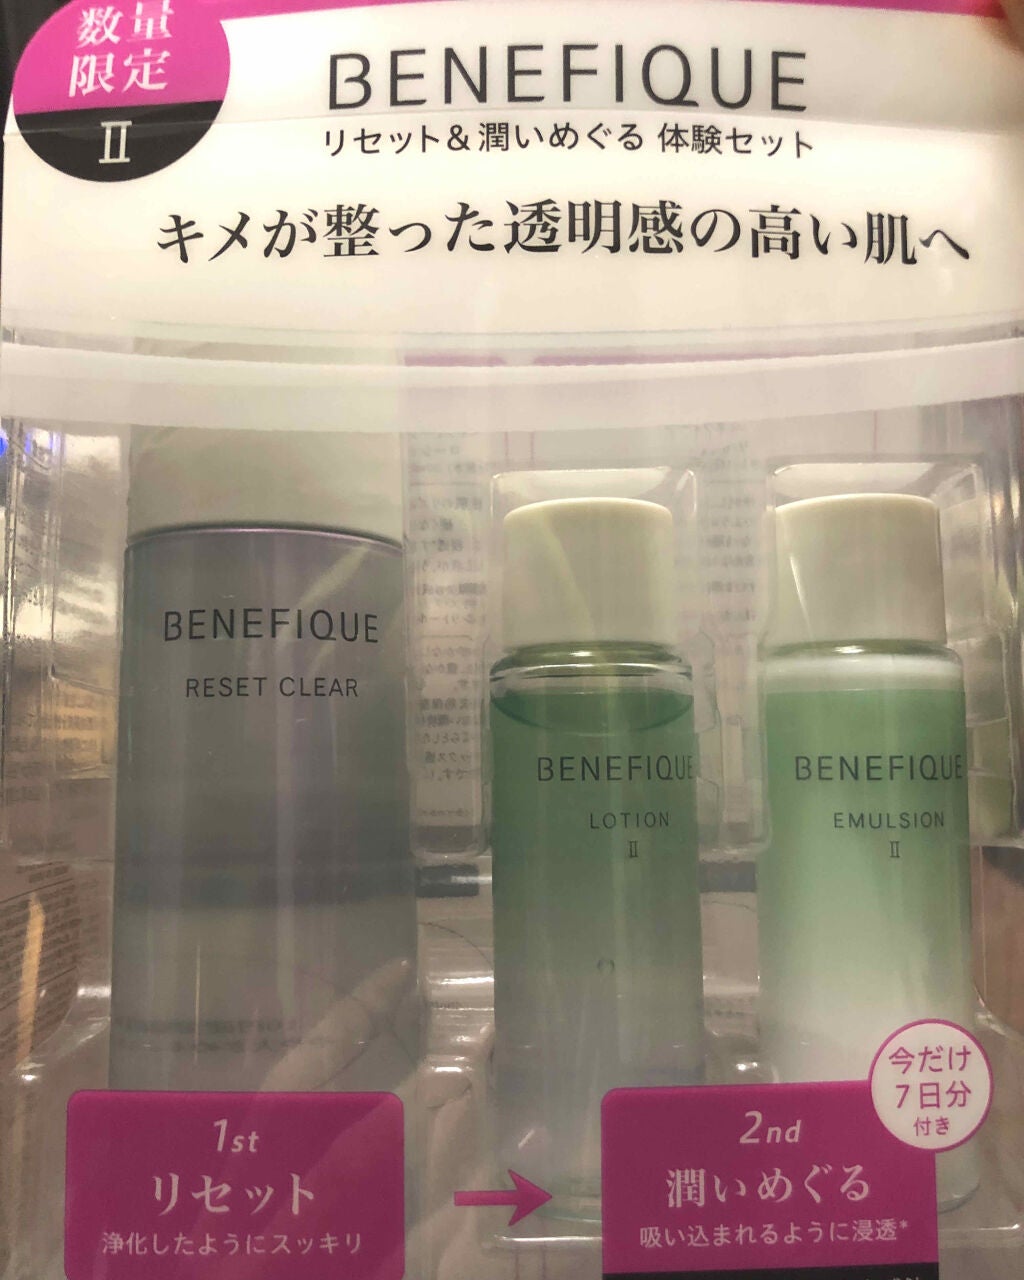 数量
限定
Ⅱ
BENEFIQUE
リセット&潤いめぐる 体験セット
キメが整った透明感の高い肌へ
BENEFIQUE
RESET CLEAR
BENEFIQUE
LOTION
Ⅱ
BENEFIQUE
EMULSION
Ⅱ
1st
リセット
浄化したようにスッキリ
2nd
潤いめぐる
吸い込まれるように浸透*
今だけ
7日分
付き